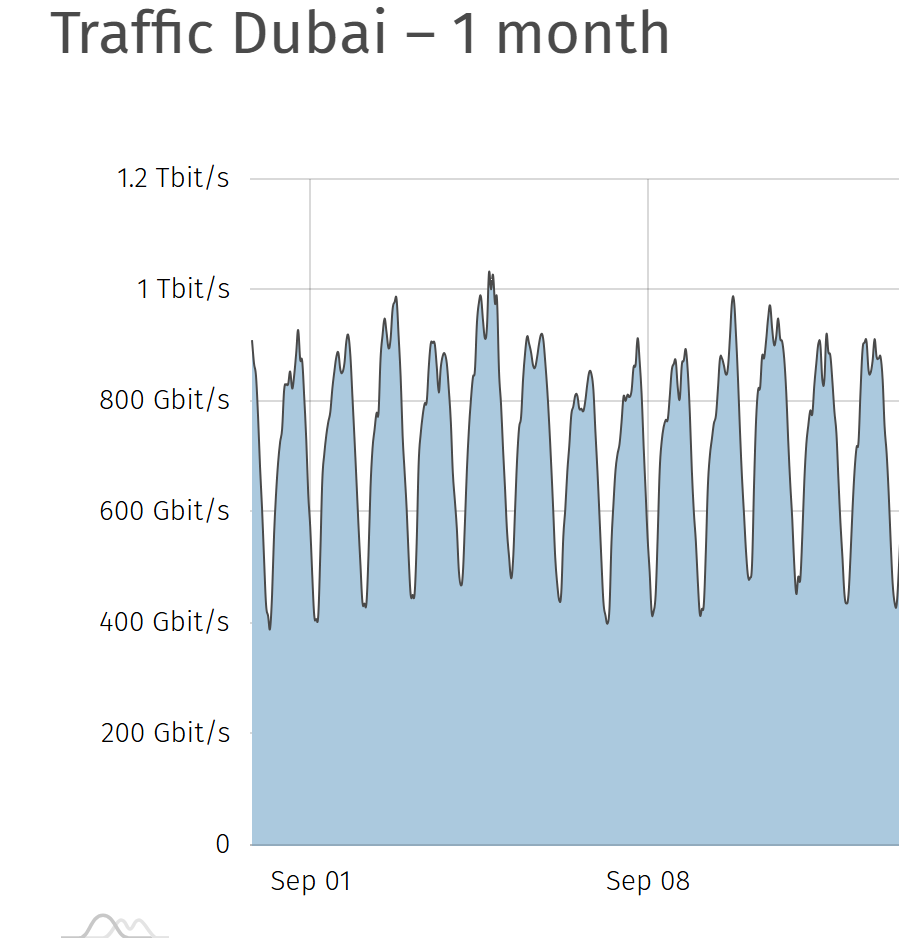 Traffic Dubai – 1 month
1.2 Tbit/s
1 Tbit/s
800 Gbit/s
600 Gbit/s
400 Gbit/s
200 Gbit/s
0
Sep 01
Sep 08